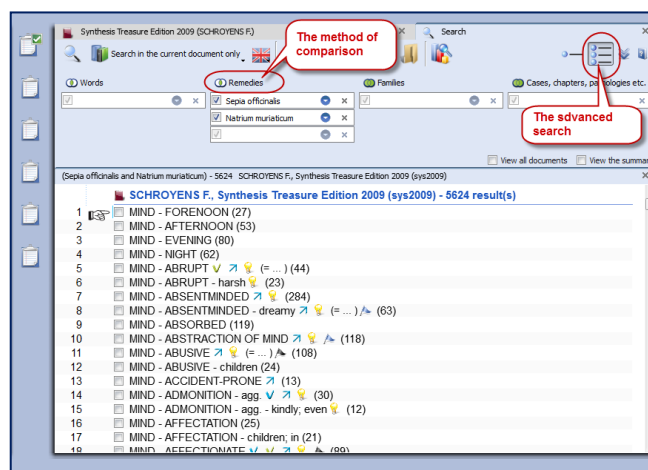 Synthesis Treasure Edition 2009 (SCHROYENS F.)
Search
Search in the current document only
The method of
comparison
Words
Remedies
Families
Cases, chapters, pathologies etc.
Sepia officinalis
Natrium muriaticum
The sdvanced
search
View all documents
View the summar
(Sepia officinalis and Natrium muriaticum) - 5624 SCHROYENS F., Synthesis Treasure Edition 2009 (sys2009)
SCHROYENS F., Synthesis Treasure Edition 2009 (sys2009) - 5624 result(s)
1 MIND - FORENOON (27)
2 MIND - AFTERNOON (53)
3 MIND - EVENING (80)
4 MIND - NIGHT (62)
5 MIND - ABRUPT (= ... ) (44)
6 MIND - ABRUPT - harsh (23)
7 MIND - ABSENTMINDED (284)
8 MIND - ABSENTMINDED - dreamy (= ... ) (63)
9 MIND - ABSORBED (119)
10 MIND - ABSTRACTION OF MIND (118)
11 MIND - ABUSIVE (= ... ) (108)
12 MIND - ABUSIVE - children (24)
13 MIND - ACCIDENT-PRONE (13)
14 MIND - ADMONITION - agg. (30)
15 MIND - ADMONITION - agg. - kindly; even (12)
16 MIND - AFFECTATION (25)
17 MIND - AFFECTATION - children; in (21)
18 MIND - AFFECTIONATE (89)